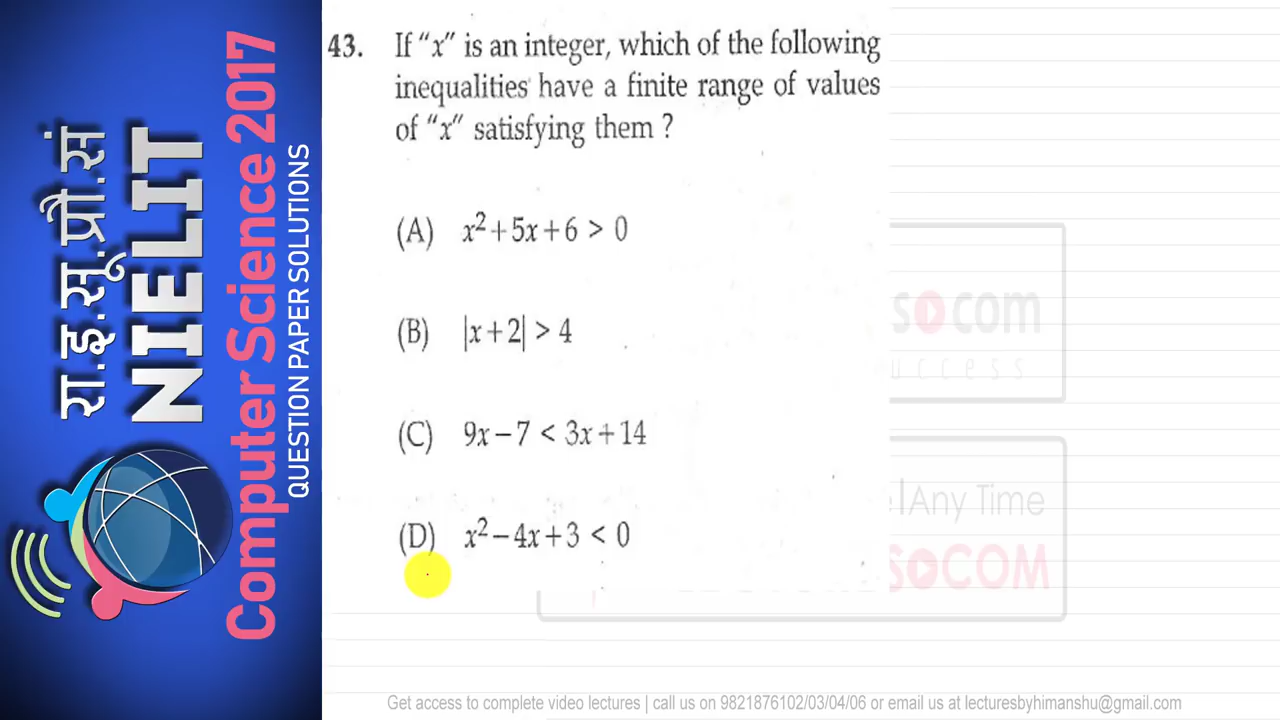 रा.इ.सू.प्रौ.सं
NIELIT
Computer Science 2017
QUESTION PAPER SOLUTIONS
43. If “x” is an integer, which of the following
inequalities have a finite range of values
of “x” satisfying them ?
(A) x²+5x+6 > 0
(B) |x+2| > 4
(C) 9x−7 < 3x+14
(D) x²−4x+3 < 0
com
success
|Any Time
COM
Get access to complete video lectures | call us on 9821876102/03/04/06 or email us at lecturesbyhimanshu@gmail.com